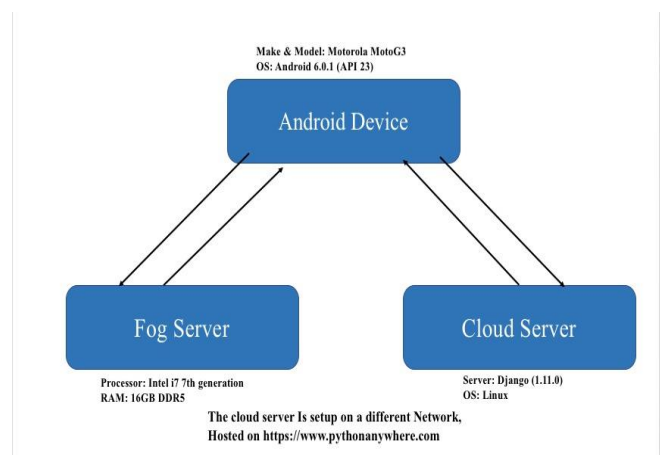 Make & Model: Motorola MotoG3
OS: Android 6.0.1 (API 23)
Android Device
Fog Server
Cloud Server
Processor: Intel i7 7th generation
RAM: 16GB DDR5
Server: Django (1.11.0)
OS: Linux
The cloud server Is setup on a different Network,
Hosted on https://www.pythonanywhere.com